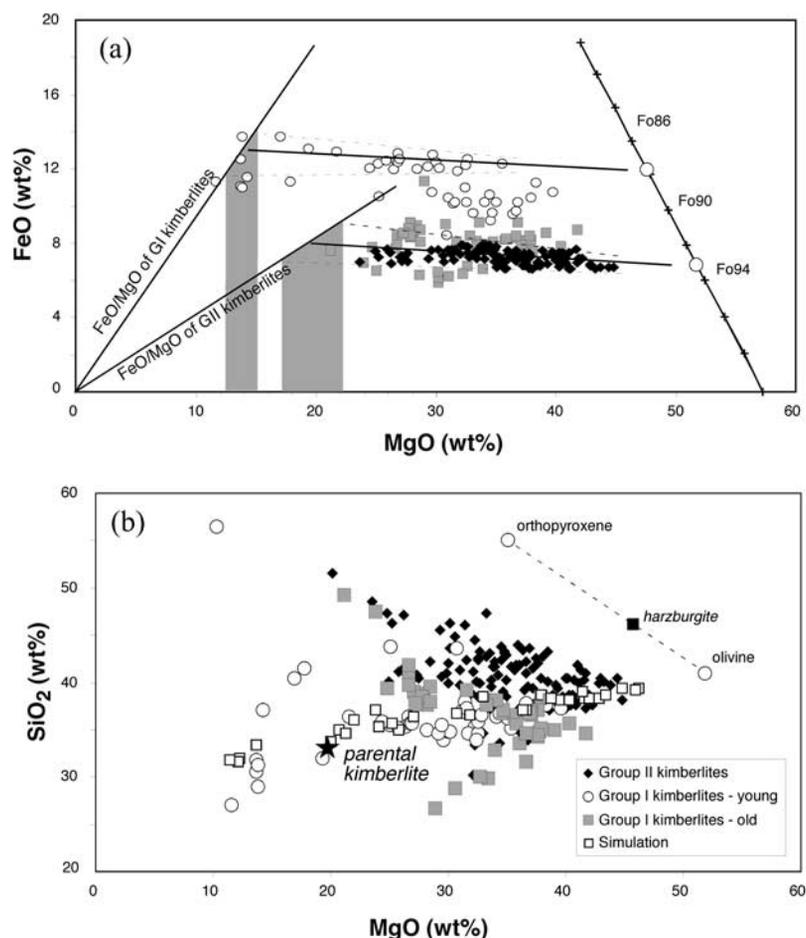 20
(a)
16
Fo86
FeO (wt%)
12
FeO/MgO of GI kimberlites
Fo90
8
Fo94
4
FeO/MgO of GII kimberlites
0
0 10 20 30 40 50 60
MgO (wt%)
60
(b)
orthopyroxene
50
harzburgite
SiO2 (wt%)
olivine
40
parental
kimberlite
30
Group II kimberlites
Group I kimberlites - young
Group I kimberlites - old
Simulation
20
0 10 20 30 40 50 60
MgO (wt%)